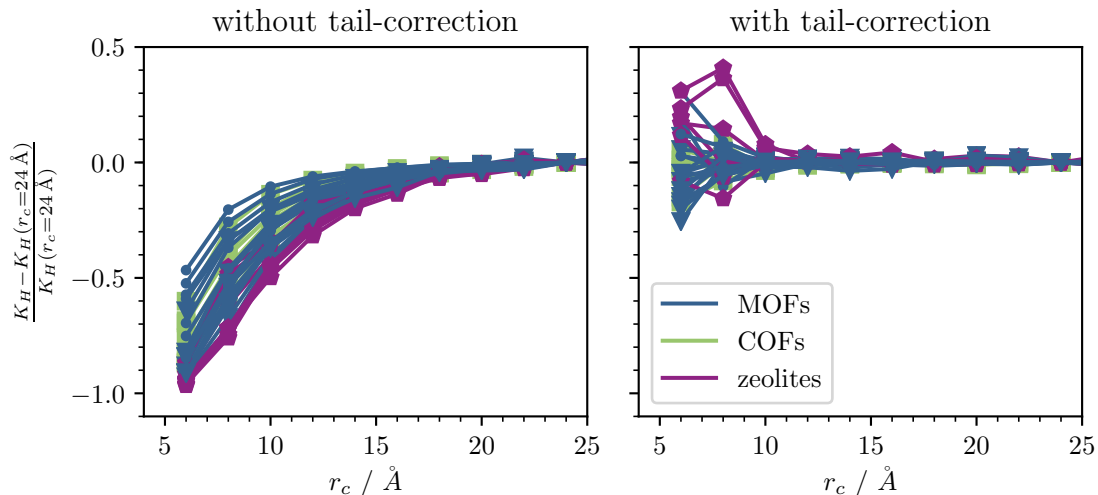 without tail-correction
with tail-correction
K_H−K_H(r_c=24 Å)
K_H(r_c=24 Å)
0.5
0.0
−0.5
−1.0
5 10 15 20 25
5 10 15 20 25
r_c / Å
r_c / Å
MOFs
COFs
zeolites